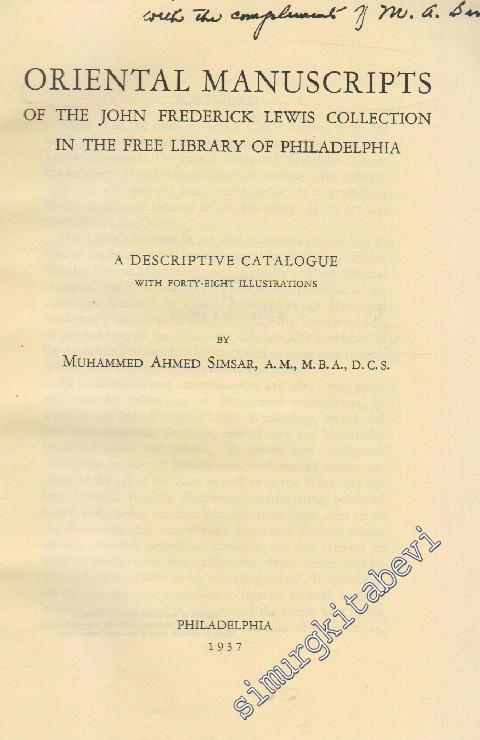 with the compliments of M. A.
ORIENTAL MANUSCRIPTS
OF THE JOHN FREDERICK LEWIS COLLECTION
IN THE FREE LIBRARY OF PHILADELPHIA
A DESCRIPTIVE CATALOGUE
WITH FORTY-EIGHT ILLUSTRATIONS
BY
MUHAMMED AHMED SIMSAR, A.M., M.B.A., D.C.S.
PHILADELPHIA
1937
simurgkitabevi